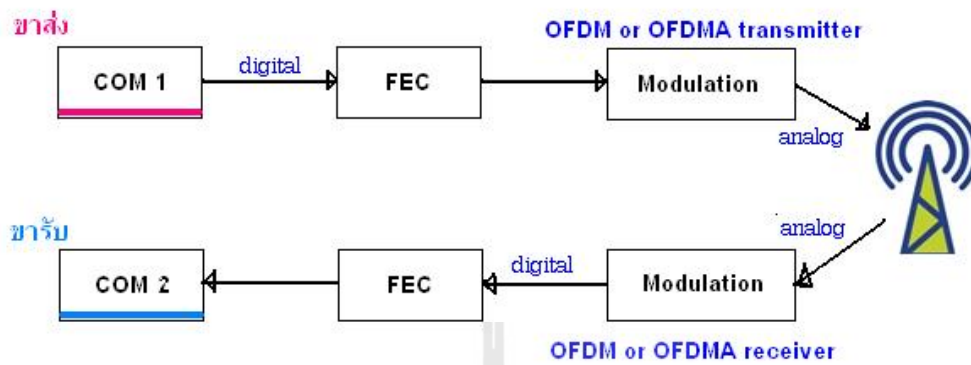 ขาส่ง
OFDM or OFDMA transmitter
COM 1
digital
FEC
Modulation
analog
ขารับ
analog
COM 2
FEC
digital
Modulation
OFDM or OFDMA receiver